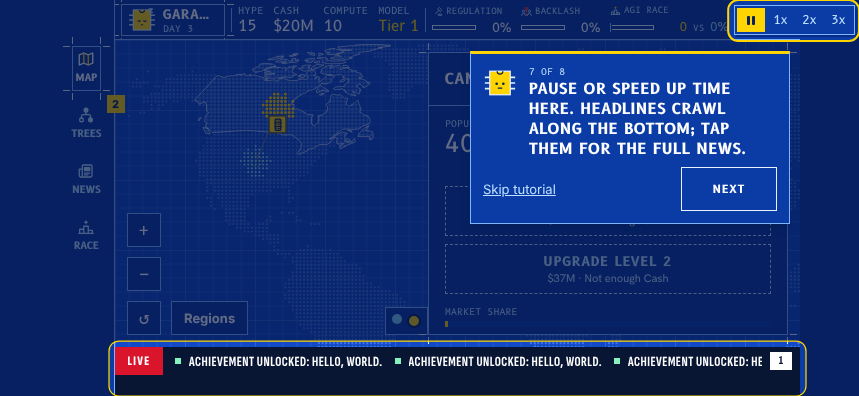 GARA...
DAY 3
HYPE
15
CASH
$20M
COMPUTE
10
MODEL
Tier 1
REGULATION
0%
BACKLASH
0%
AGI RACE
0 vs 0%
1x 2x 3x
MAP
2
TREES
NEWS
RACE
7 OF 8
PAUSE OR SPEED UP TIME
HERE. HEADLINES CRAWL
ALONG THE BOTTOM; TAP
THEM FOR THE FULL NEWS.
Skip tutorial
NEXT
UPGRADE LEVEL 2
$37M · Not enough Cash
MARKET SHARE
+
−
↺
Regions
LIVE
ACHIEVEMENT UNLOCKED: HELLO, WORLD. ACHIEVEMENT UNLOCKED: HELLO, WORLD. ACHIEVEMENT UNLOCKED: HE
1